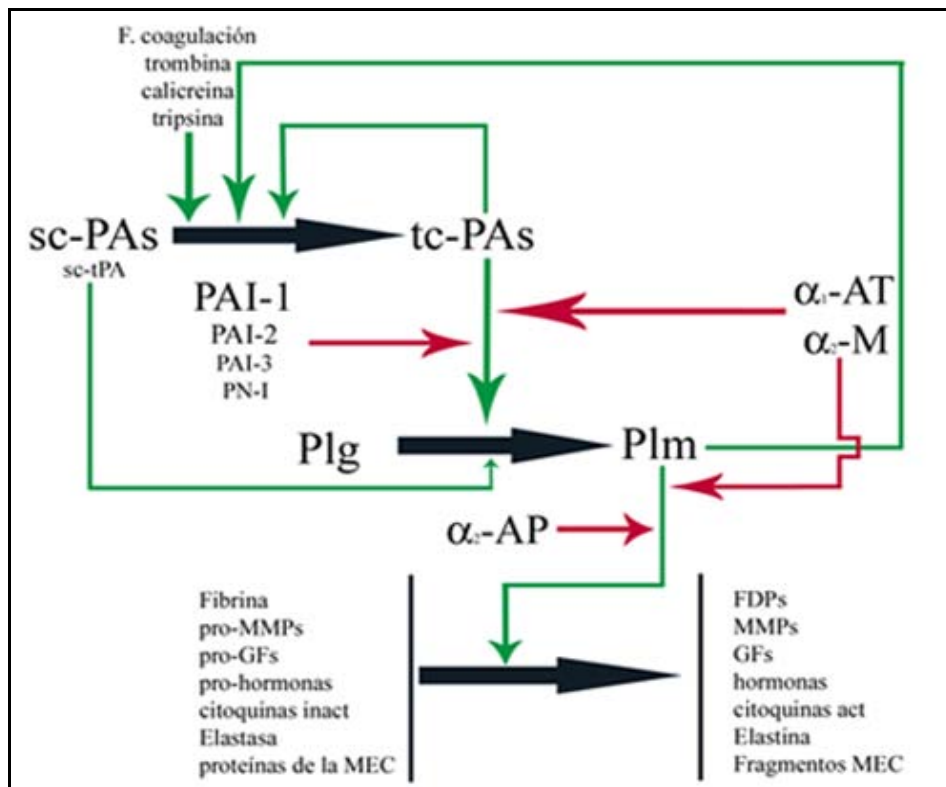 F. coagulación
trombina
calicreina
tripsina
sc-PAs
tc-PAs
sc-tPA
PAI-1
PAI-2
PAI-3
PN-I
α₁-AT
α₂-M
Plg
Plm
α₂-AP
Fibrina
pro-MMPs
pro-GFs
pro-hormonas
citoquinas inact
Elastasa
proteínas de la MEC
FDPs
MMPs
GFs
hormonas
citoquinas act
Elastina
Fragmentos MEC